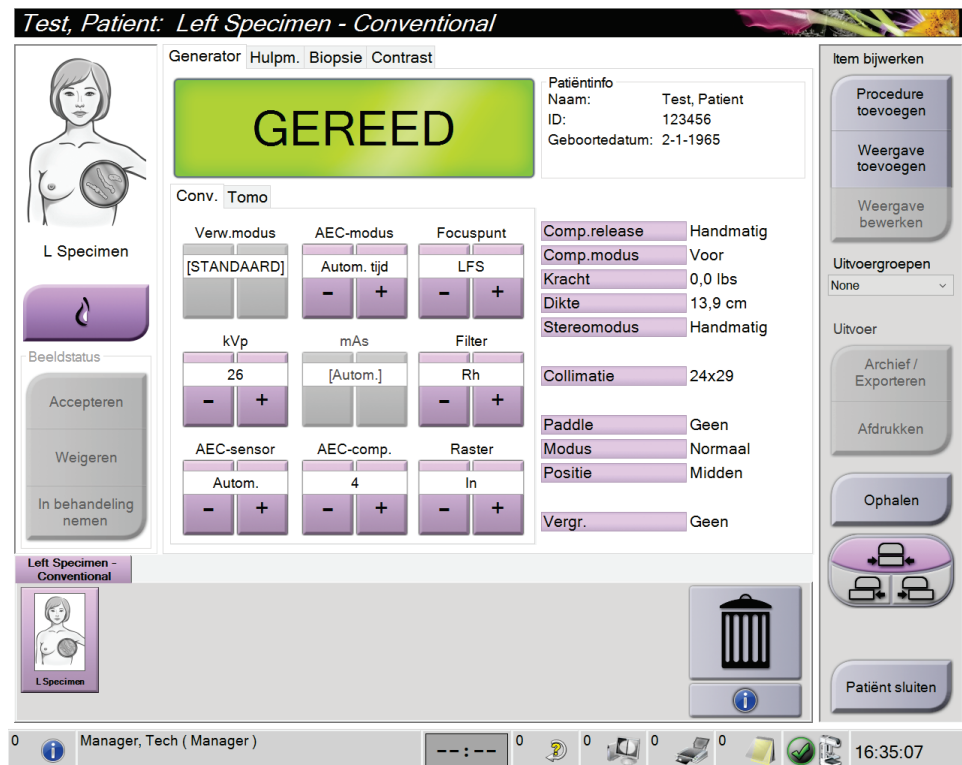 Test, Patient: Left Specimen - Conventional
Generator Hulpm. Biopsie Contrast
GEREED
Patiëntinfo
Naam: Test, Patient
ID: 123456
Geboortedatum: 2-1-1965
L Specimen
Beeldstatus
Accepteren
Weigeren
In behandeling
nemen
Conv. Tomo
Verw.modus AEC-modus Focuspunt
[STANDAARD] Autom. tijd LFS
- + - +
kVp mAs Filter
26 [Autom.] Rh
- + - +
AEC-sensor AEC-comp. Raster
Autom. 4 In
- + - + - +
Comp.release Handmatig
Comp.modus Voor
Kracht 0,0 lbs
Dikte 13,9 cm
Stereomodus Handmatig
Collimatie 24x29
Paddle Geen
Modus Normaal
Positie Midden
Vergr. Geen
Item bijwerken
Procedure
toevoegen
Weergave
toevoegen
Weergave
bewerken
Uitvoergroepen
None
Uitvoer
Archief /
Exporteren
Afdrukken
Ophalen
Patiënt sluiten
Left Specimen -
Conventional
L Specimen
0 Manager, Tech ( Manager ) --:-- 0 0 0 0 16:35:07